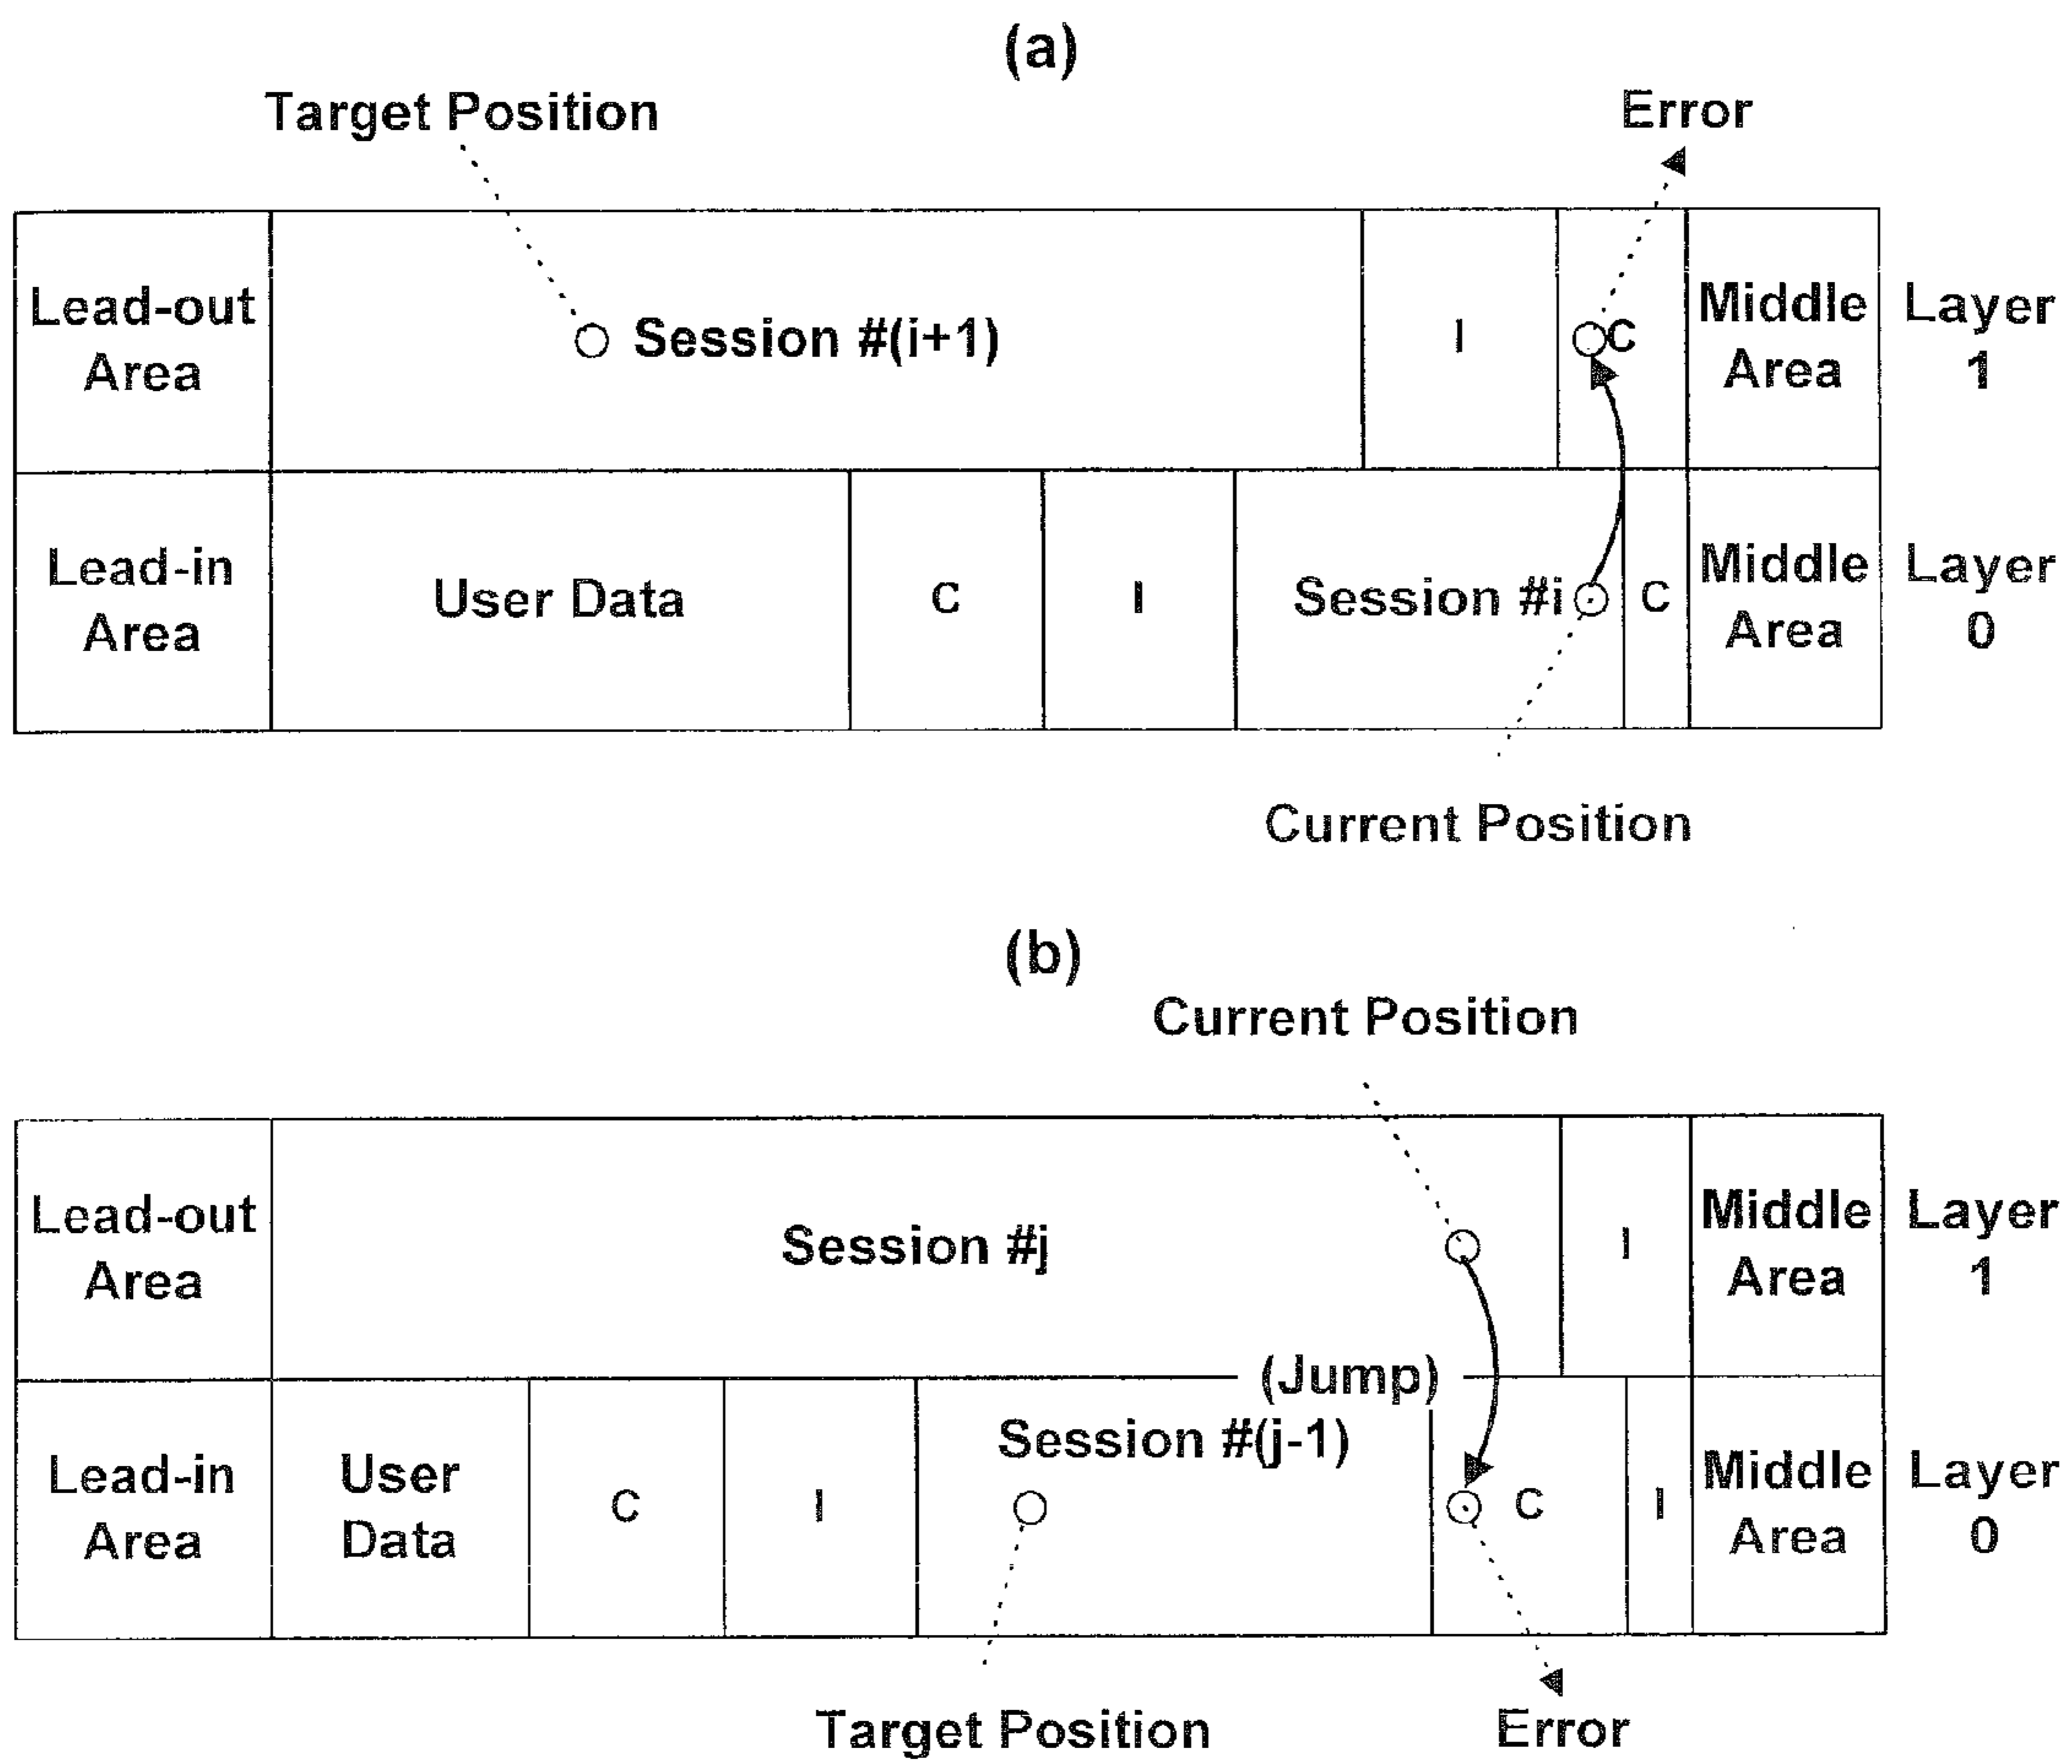 (a)
Target Position
Error
Lead-out
Area
Session #(i+1)
I
C
Middle
Area
Layer
1
Lead-in
Area
User Data
C
I
Session #i
C
Middle
Area
Layer
0
Current Position
(b)
Current Position
Lead-out
Area
Session #j
I
Middle
Area
Layer
1
(Jump)
Lead-in
Area
User
Data
C
I
Session #(j-1)
C
I
Middle
Area
Layer
0
Target Position
Error